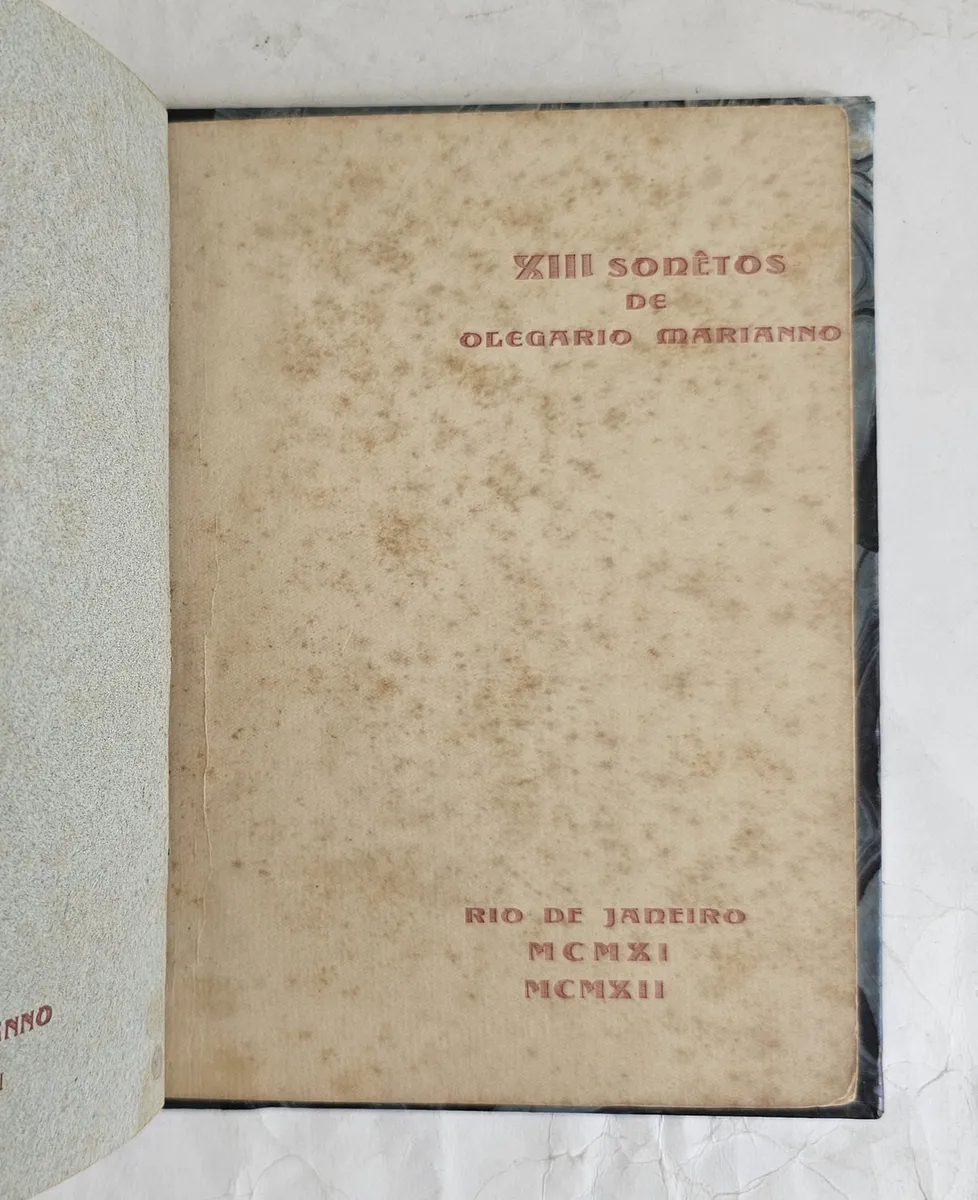 XIII SONÊTOS
DE
OLEGARIO MARIANNO
RIO DE JANEIRO
MCMXI
MCMXII